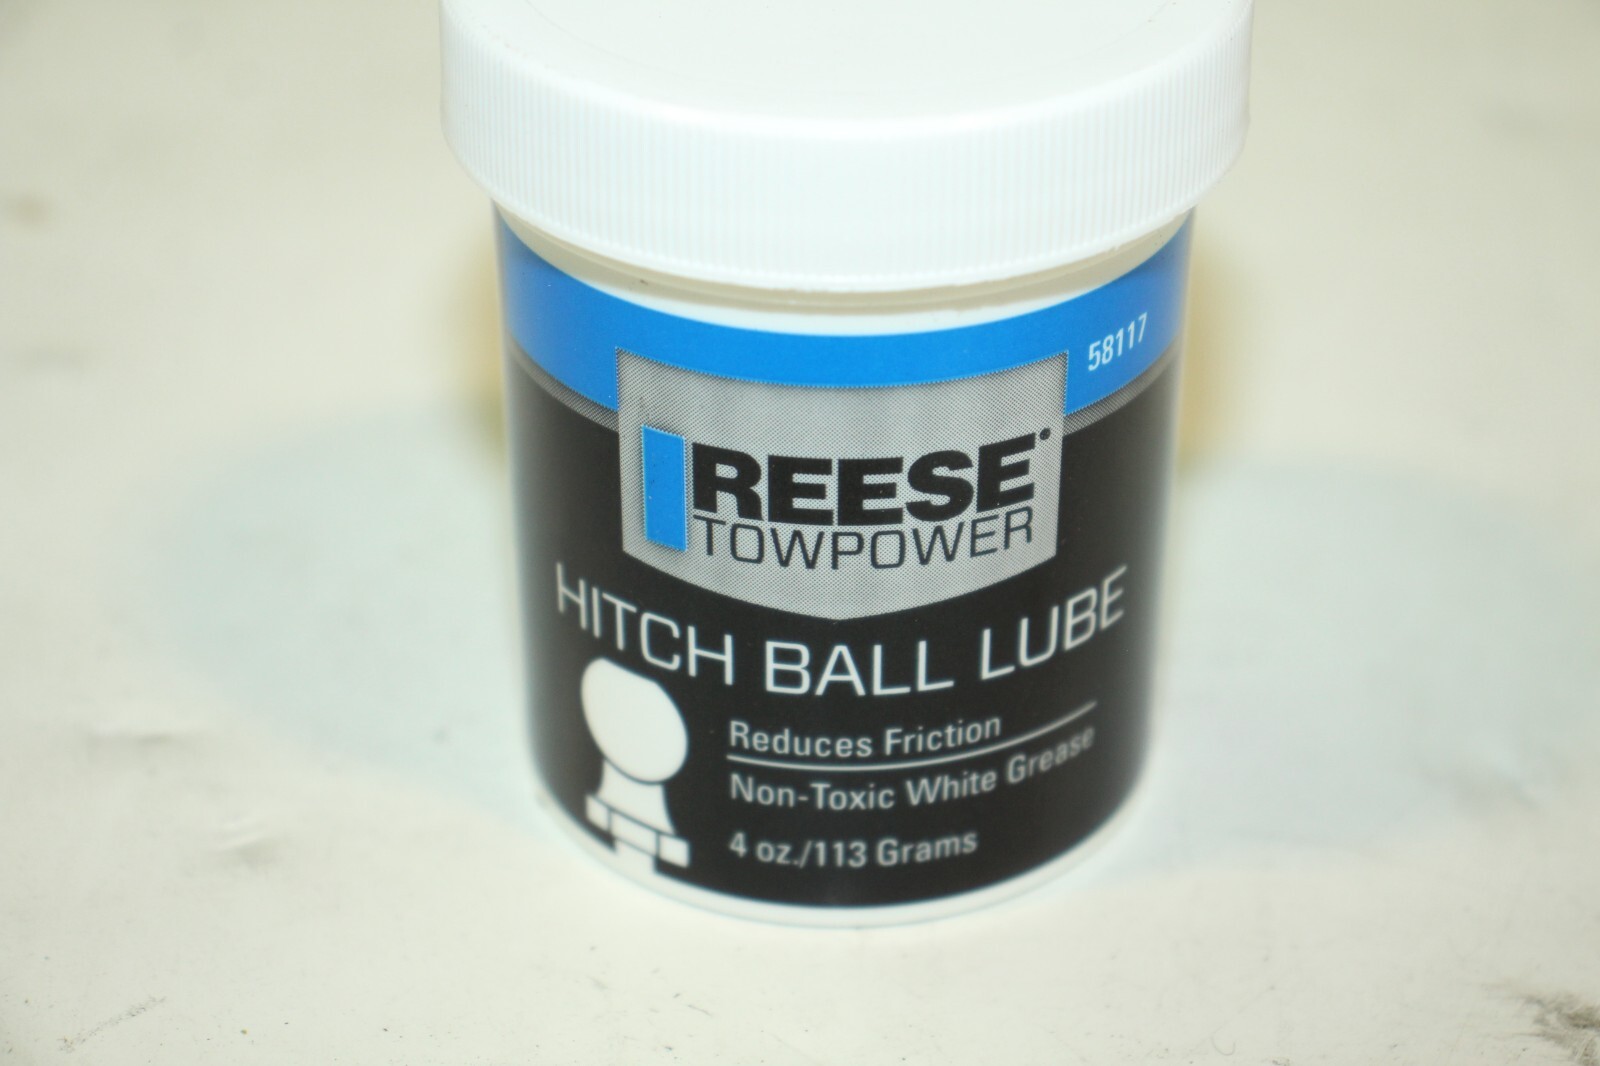 58117
REESE
TOWPOWER
HITCH BALL LUBE
Reduces Friction
Non-Toxic White Grease
4 oz./113 Grams